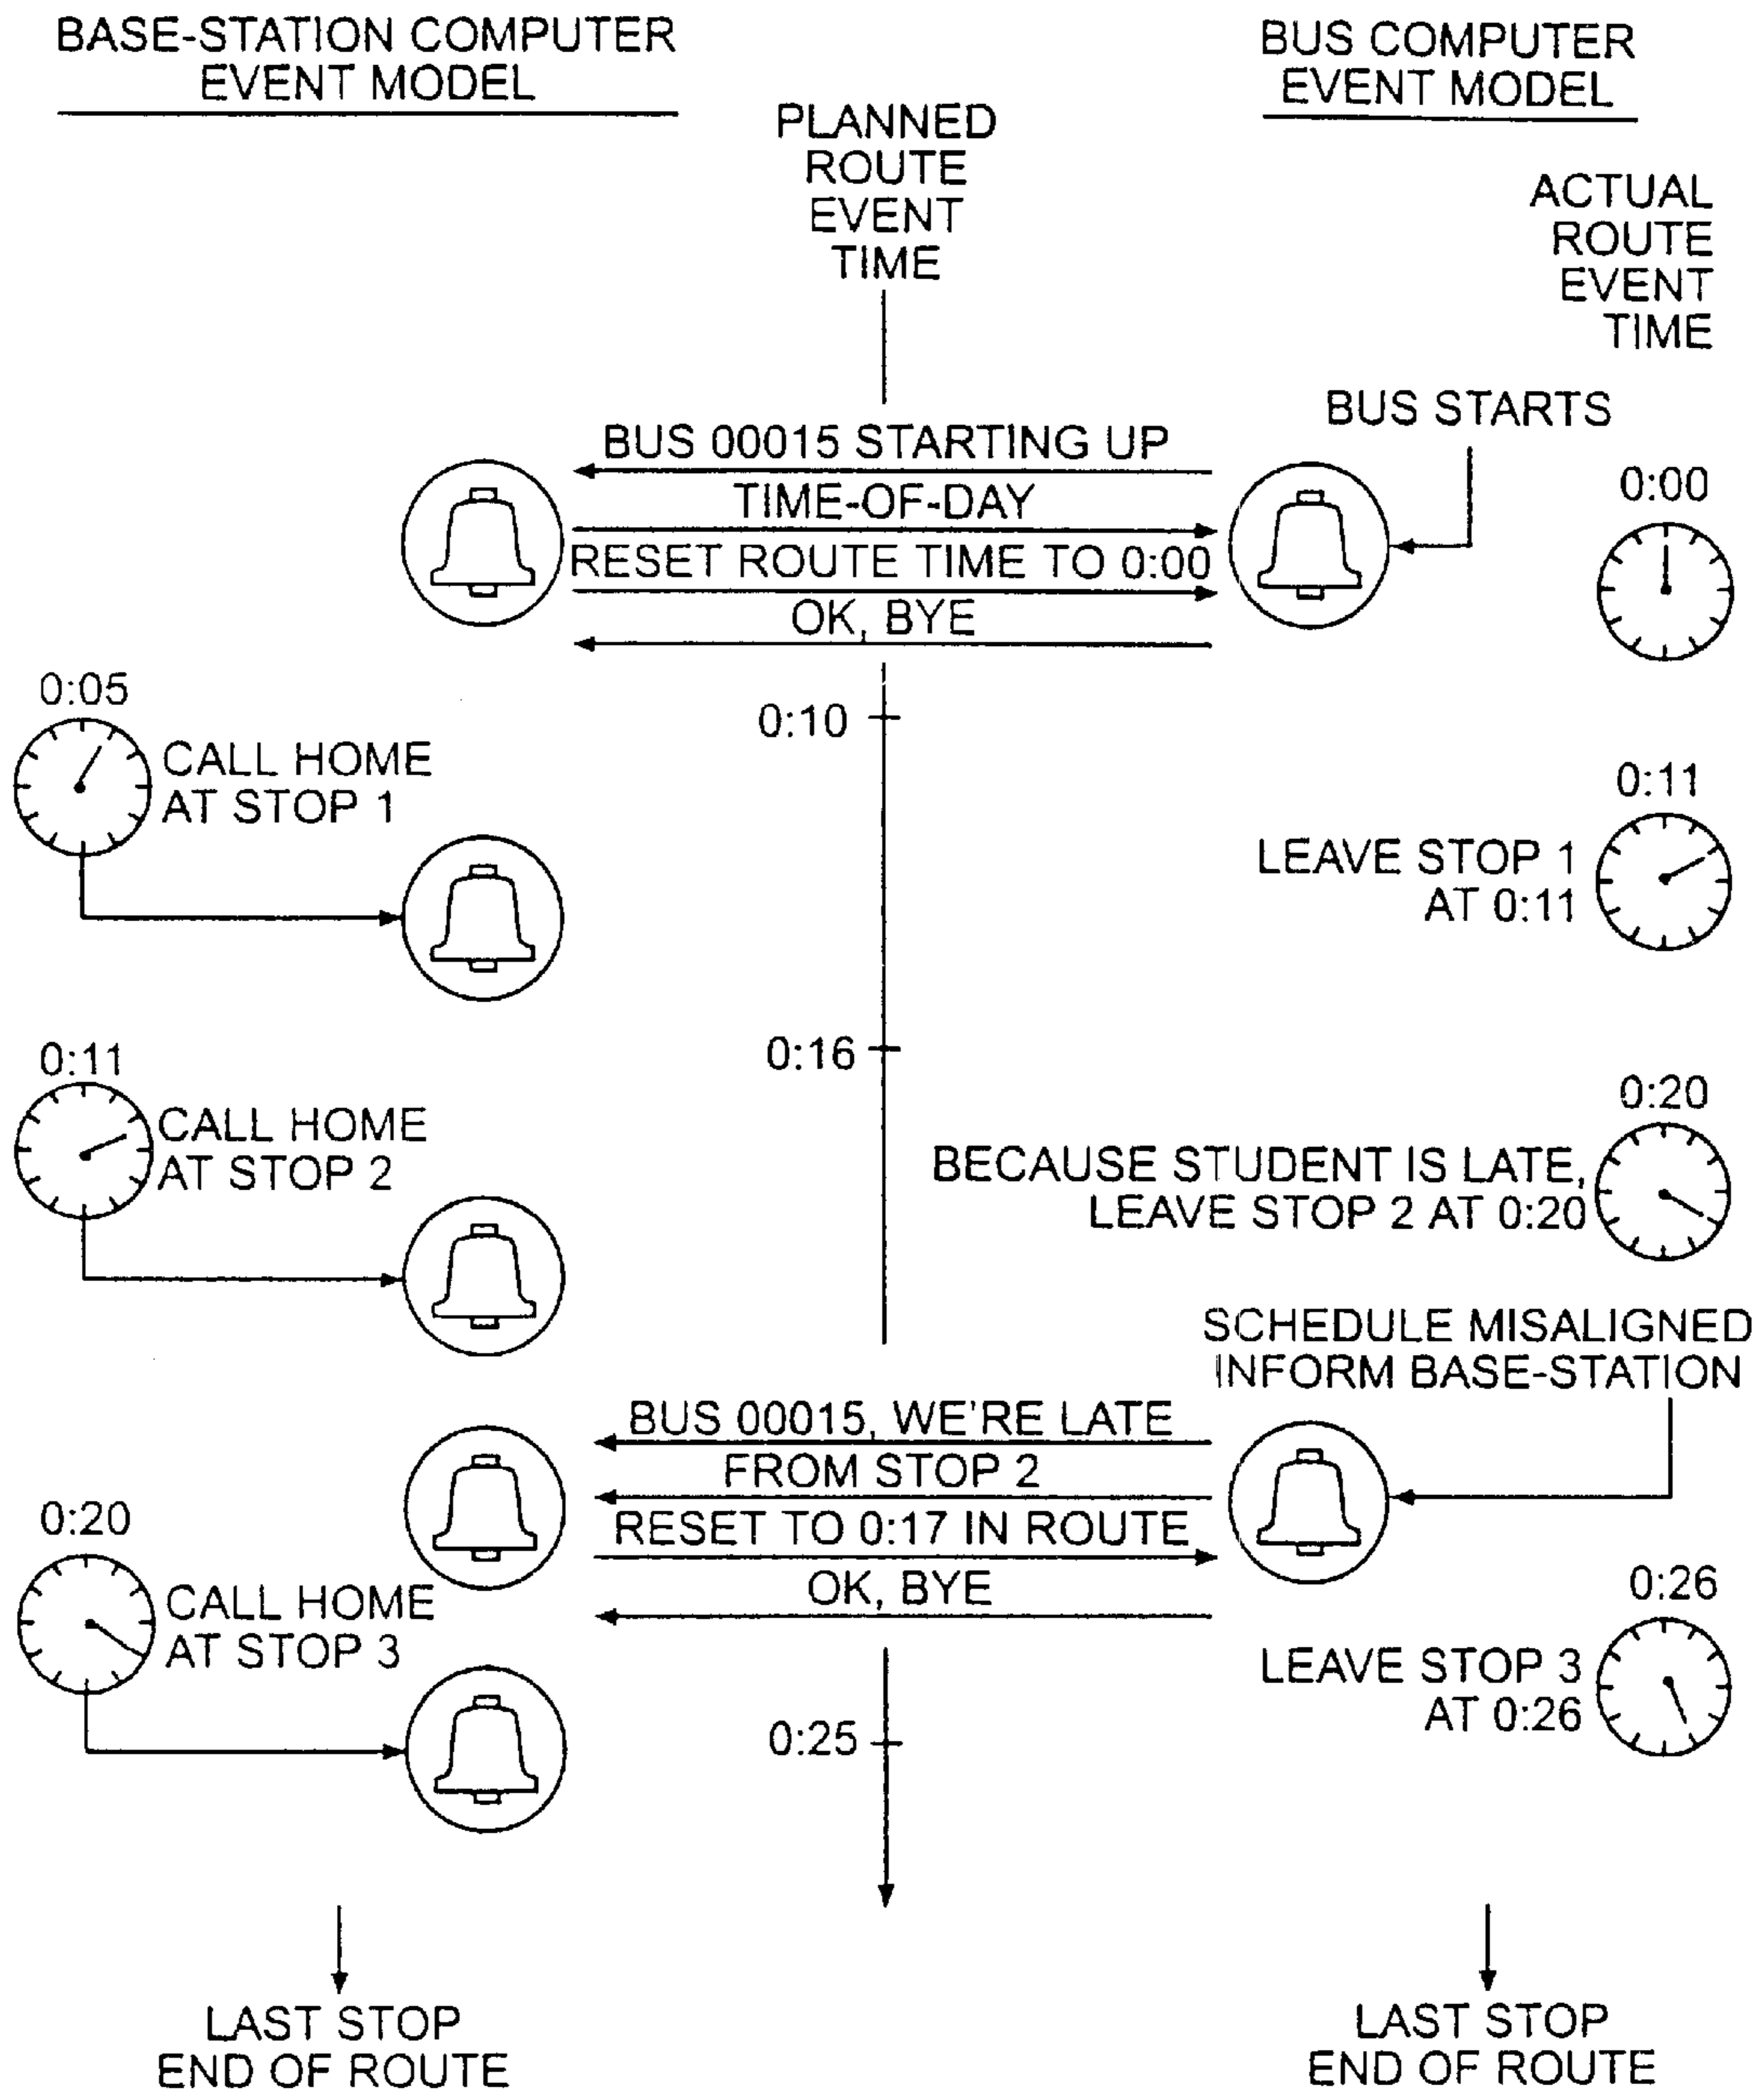 BASE-STATION COMPUTER
EVENT MODEL
BUS COMPUTER
EVENT MODEL
PLANNED
ROUTE
EVENT
TIME
ACTUAL
ROUTE
EVENT
TIME
BUS STARTS
BUS 00015 STARTING UP
TIME-OF-DAY
RESET ROUTE TIME TO 0:00
OK, BYE
0:00
0:05
CALL HOME
AT STOP 1
0:10
0:11
LEAVE STOP 1
AT 0:11
0:11
CALL HOME
AT STOP 2
0:16
0:20
BECAUSE STUDENT IS LATE,
LEAVE STOP 2 AT 0:20
SCHEDULE MISALIGNED
INFORM BASE-STATION
BUS 00015, WE'RE LATE
FROM STOP 2
RESET TO 0:17 IN ROUTE
OK, BYE
0:20
CALL HOME
AT STOP 3
0:26
LEAVE STOP 3
AT 0:26
0:25
LAST STOP
END OF ROUTE
LAST STOP
END OF ROUTE